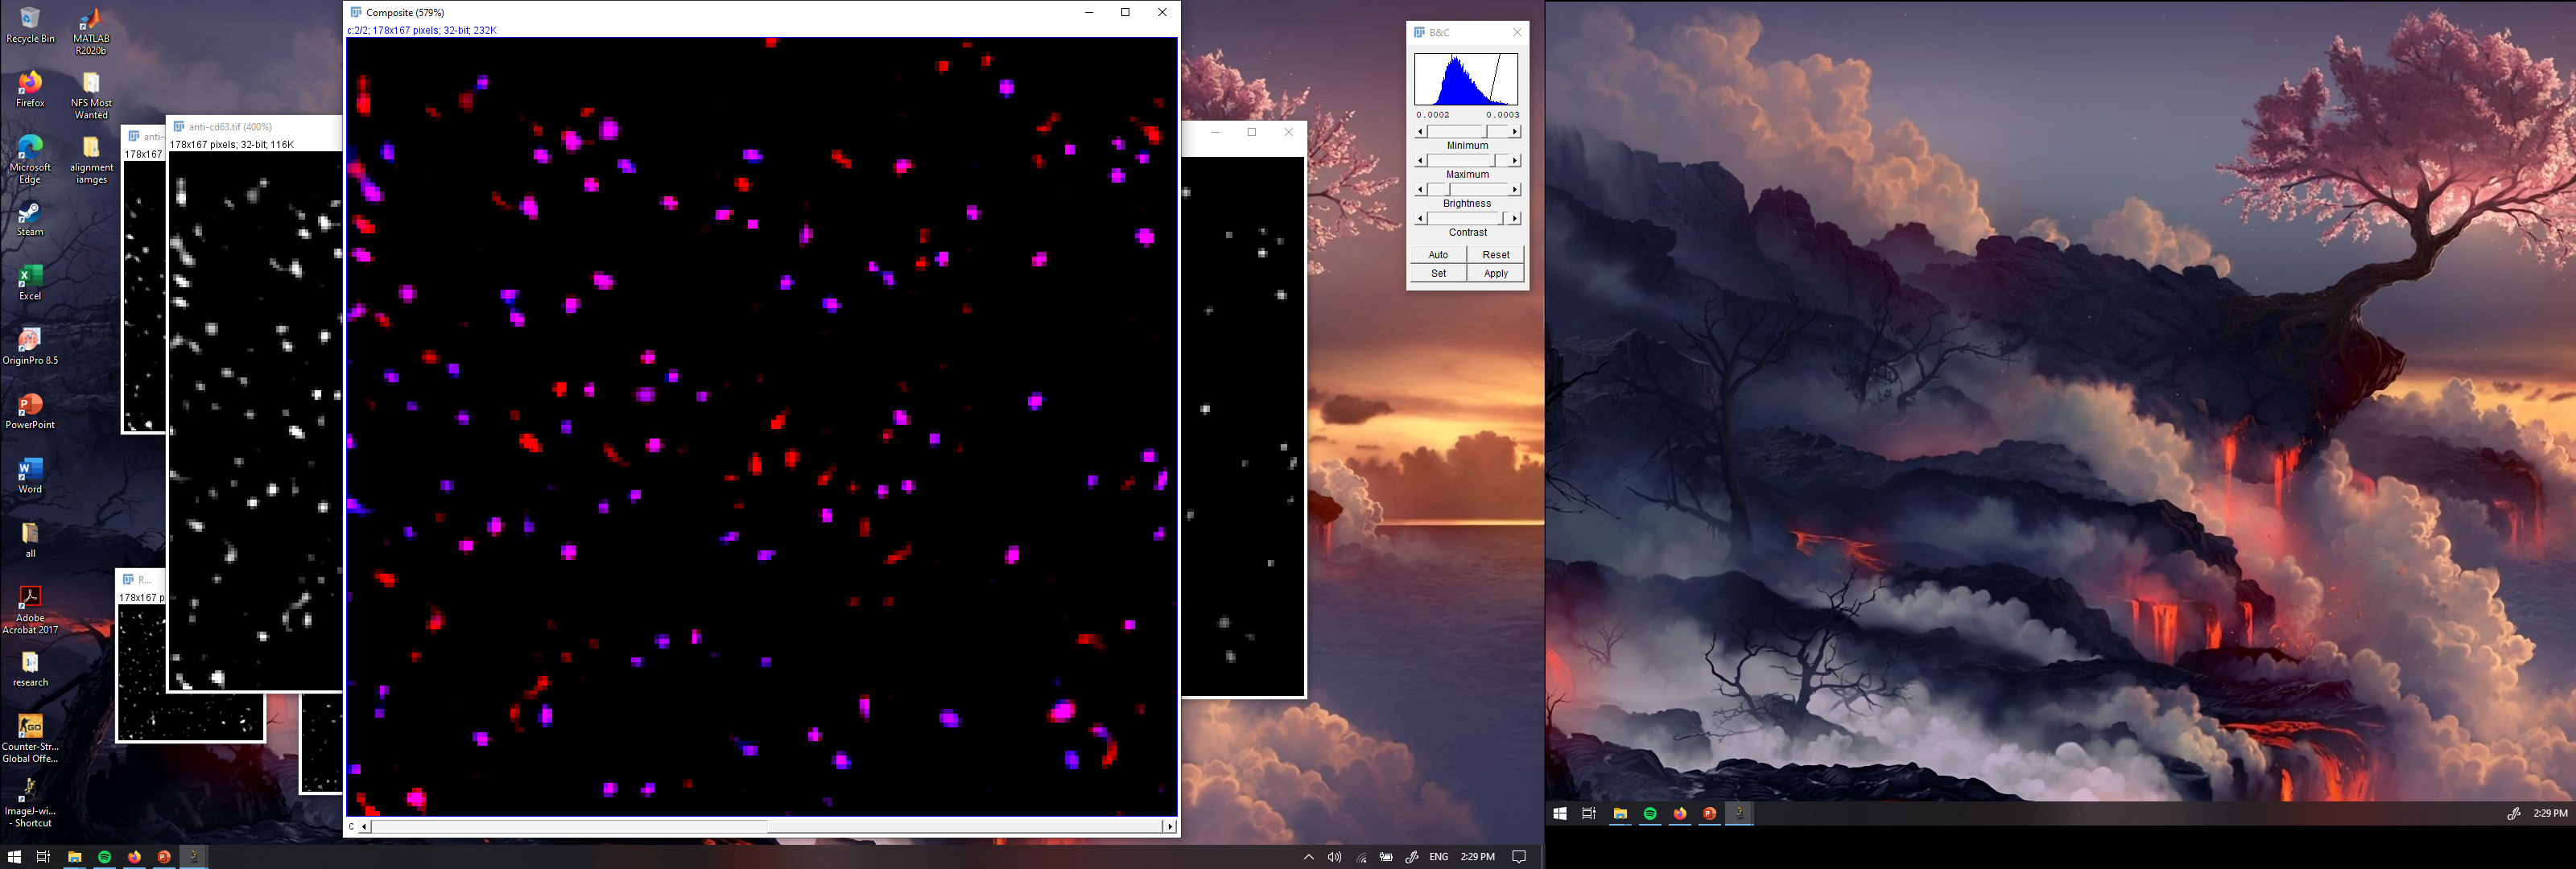 Recycle Bin
MATLAB
R2020b
Firefox
NFS Most
Wanted
Microsoft
Edge
alignment
iamges
Steam
Excel
OriginPro 8.5
PowerPoint
Word
all
Adobe
Acrobat 2017
research
Counter-Str...
Global Offe...
ImageJ-wi...
- Shortcut
anti-
178x167
anti-cd63.tif (400%)
178x167 pixels; 32-bit; 116K
R...
178x167 p
Composite (579%)
c:2/2; 178x167 pixels; 32-bit; 232K
c
B&C
0.0002 0.0003
Minimum
Maximum
Brightness
Contrast
Auto Reset
Set Apply
ENG 2:29 PM
2:29 PM